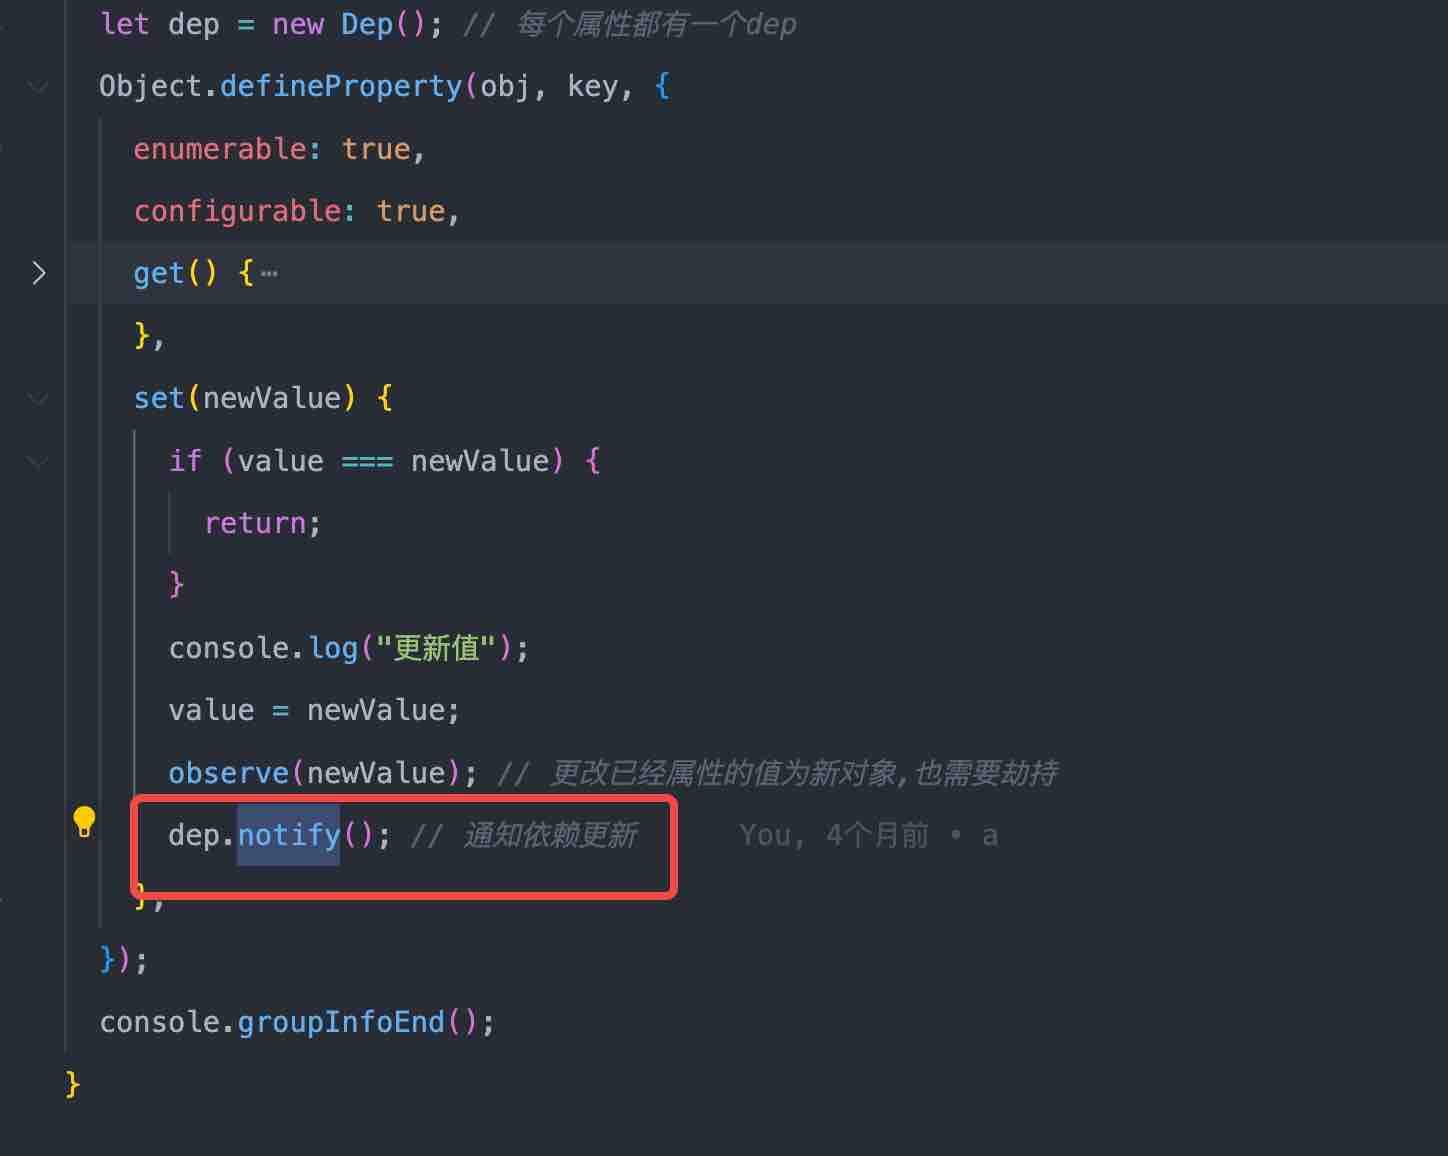 let dep = new Dep(); // 每个属性都有一个dep
Object.defineProperty(obj, key, {
enumerable: true,
configurable: true,
get() {…
},
set(newValue) {
if (value === newValue) {
return;
}
console.log("更新值");
value = newValue;
observe(newValue); // 更改已经属性的值为新对象,也需要劫持
dep.notify(); // 通知依赖更新 You, 4个月前 • a
},
});
console.groupInfoEnd();
}